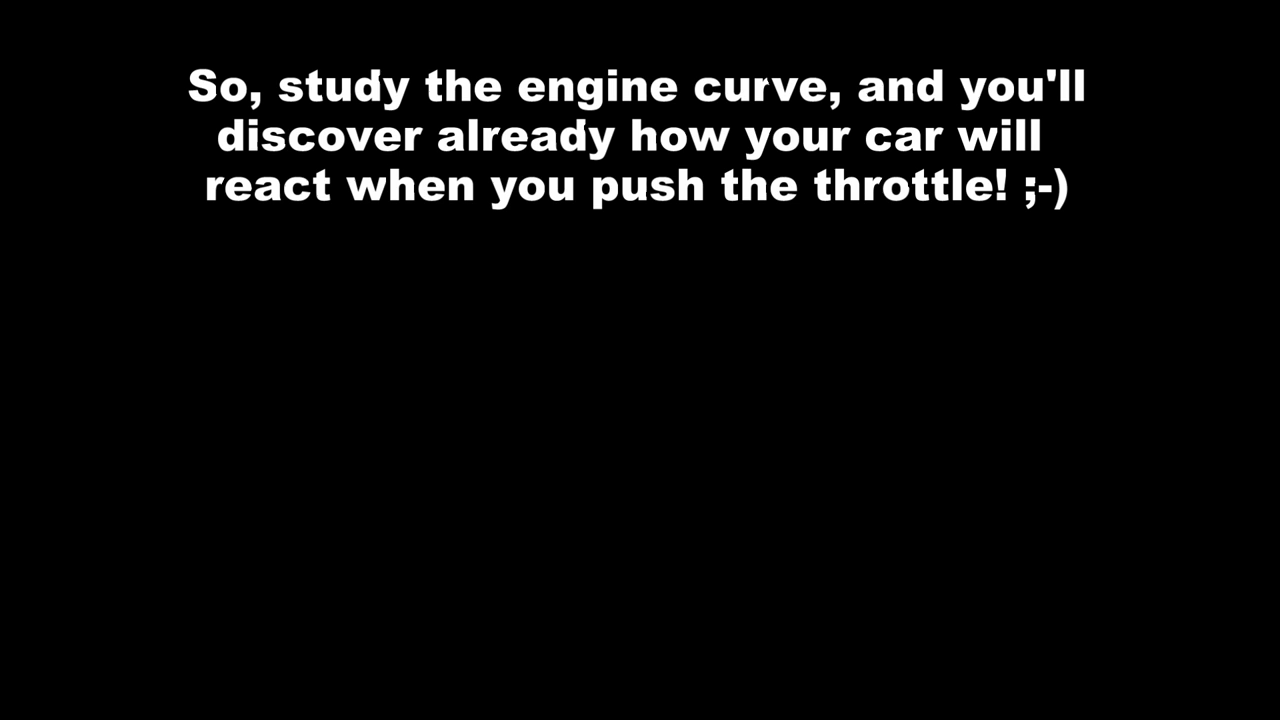 So, study the engine curve, and you'll
discover already how your car will
react when you push the throttle! ;-)